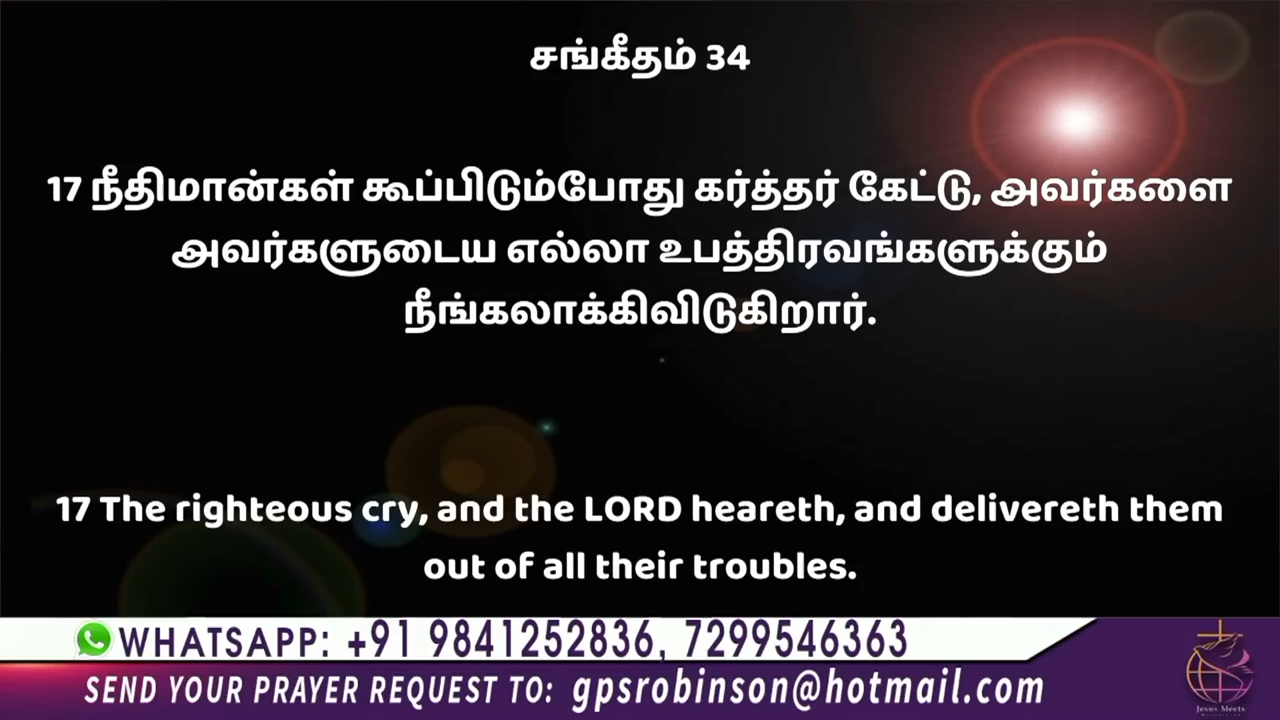 சங்கீதம் 34
17 நீதிமான்கள் கூப்பிடும்போது கர்த்தர் கேட்டு, அவர்களை
அவர்களுடைய எல்லா உபத்திரவங்களுக்கும்
நீங்கலாக்கிவிடுகிறார்.
17 The righteous cry, and the LORD heareth, and delivereth them
out of all their troubles.
WHATSAPP: +91 9841252836, 7299546363
SEND YOUR PRAYER REQUEST TO: gpsrobinson@hotmail.com
Jesus Meets